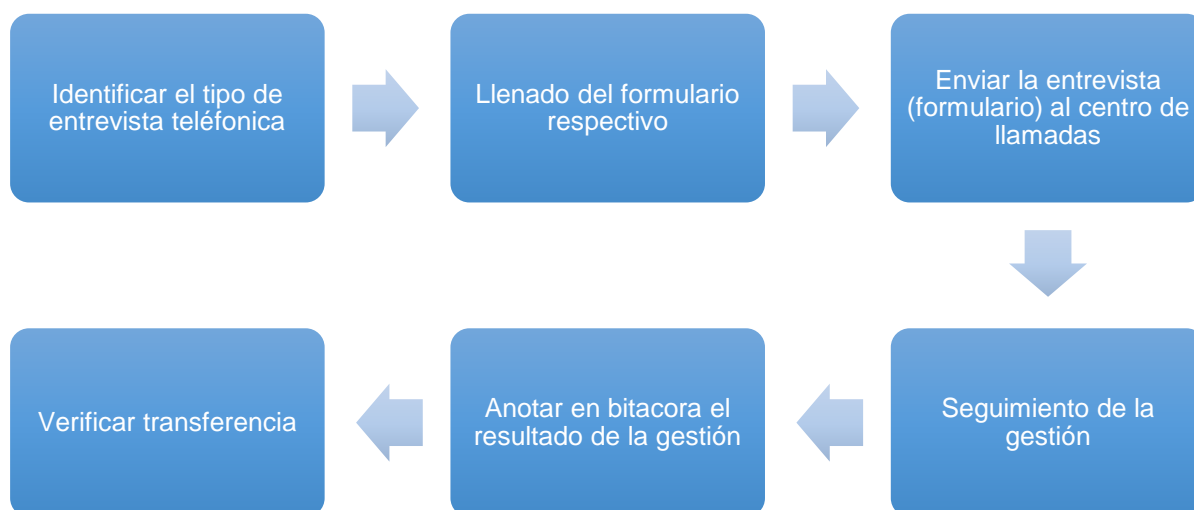 Identificar el tipo de
entrevista teléfonica
Llenado del formulario
respectivo
Enviar la entrevista
(formulario) al centro de
llamadas
Seguimiento de la
gestión
Anotar en bitacora el
resultado de la gestión
Verificar transferencia